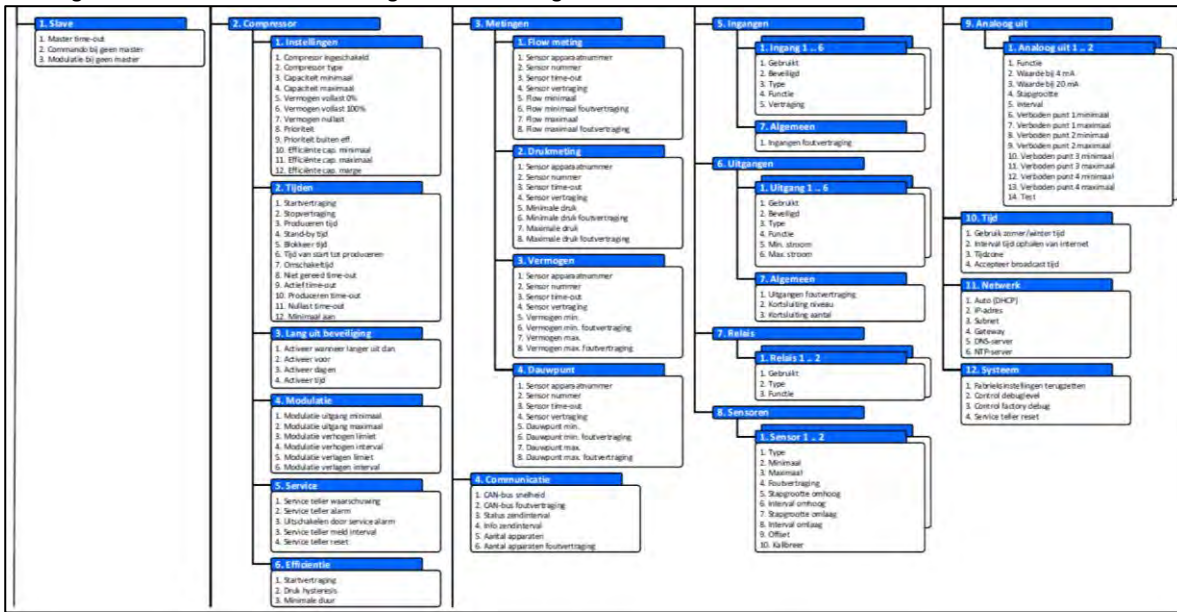 1. Slave
1. Master time-out
2. Commando bij geen master
3. Modulatie bij geen master
2. Compressor
1. Instellingen
1. Compresor ingeschakeld
2. Compressor type
3. Capaciteit minimaal
4. Capaciteit maximaal
5. Vermogen vollast 0%
6. Vermogen vollast 100%
7. Vermogen nullast
8. Prioriteit
9. Prioriteit buiten eff.
10. Efficiënte cap. minimaal
11. Efficiënte cap. maximaal
12. Efficiënte cap. marge
2. Tijden
1. Startvertraging
2. Stopvertraging
3. Produceren tijd
4. Stand-by tijd
5. Blokkeer tijd
6. Tijd van start tot produceren
7. Omschakeltijd
8. Niet gereed time-out
9. Actief time-out
10. Produceren time-out
11. Nullast time-out
12. Minimaal aan
3. Lang uit beveiliging
1. Activeer wanneer langer uit dan
2. Activeer voor
3. Activeer dagen
4. Activeer tijd
4. Modulatie
1. Modulatie uitgang minimaal
2. Modulatie uitgang maximaal
3. Modulatie verhogen limiet
4. Modulatie verhogen interval
5. Modulatie verlagen limiet
6. Modulatie verlagen interval
5. Service
1. Service teller waarschuwing
2. Service teller alarm
3. Uitschakelen door service alarm
3. Service teller meld interval
4. Service teller reset
6. Efficientie
1. Startvertraging
2. Druk hysteresis
3. Minimale duur
3. Metingen
1. Flow meting
1. Sensor apparaatnummer
2. Sensor nummer
3. Sensor time-out
4. Sensor vertraging
5. Flow minimaal
6. Flow minimaal foutvertraging
7. Flow maximaal
8. Flow maximaal foutvertraging
2. Drukmeting
1. Sensor apparaatnummer
2. Sensor nummer
3. Sensor time-out
4. Sensor vertraging
5. Minimale druk
6. Minimale druk foutvertraging
7. Maximale druk
8. Maximale druk foutvertraging
3. Vermogen
1. Sensor apparaatnummer
2. Sensor nummer
3. Sensor time-out
4. Sensor vertraging
5. Vermogen min.
6. Vermogen min. foutvertraging
7. Vermogen max.
8. Vermogen max. foutvertraging
4. Dauwpunt
1. Sensor apparaatnummer
2. Sensor nummer
3. Sensor time-out
4. Sensor vertraging
5. Dauwpunt min.
6. Dauwpunt min. foutvertraging
7. Dauwpunt max.
8. Dauwpunt max. foutvertraging
4. Communicatie
1. CAN-bus snelheid
2. CAN-bus foutvertraging
3. Status zendinterval
4. Info zendinterval
5. Aantal apparaten
6. Aantal apparaten foutvertraging
5. Ingangen
1. Ingang 1 .. 6
1. Gebruikt
2. Beveiligd
3. Type
4. Functie
5. Vertraging
7. Algemeen
1. Ingangen foutvertraging
6. Uitgangen
1. Uitgang 1 .. 6
1. Gebruikt
2. Beveiligd
3. Type
4. Functie
5. Min. stroom
6. Max. stroom
7. Algemeen
1. Uitgangen foutvertraging
2. Kortsluiting niveau
3. Kortsluiting aantal
7. Relais
1. Relais 1 .. 2
1. Gebruikt
2. Type
3. Functie
8. Sensoren
1. Sensor 1 .. 2
1. Type
2. Minimaal
3. Maximaal
4. Foutvertraging
5. Stapgrootte omhoog
6. Interval omhoog
7. Stapgrootte omlaag
8. Interval omlaag
9. Offset
10. Kalibreer
9. Analoog uit
1. Analoog uit 1 .. 2
1. Functie
2. Waarde bij 4 mA
3. Waarde bij 20 mA
4. Stapgrootte
5. Interval
6. Verboden punt 1 minimaal
7. Verboden punt 1 maximaal
8. Verboden punt 2 minimaal
9. Verboden punt 2 maximaal
10. Verboden punt 3 minimaal
11. Verboden punt 3 maximaal
12. Verboden punt 4 minimaal
13. Verboden punt 4 maximaal
14. Test
10. Tijd
1. Gebruik zomer/winter tijd
2. Interval tijd ophalen van internet
3. Tijdzone
4. Accepteer broadcast tijd
11. Netwerk
1. Auto (DHCP)
2. IP-adres
3. Subnet
4. Gateway
5. DNS-server
6. NTP-server
12. Systeem
1. Fabrieksinstellingen terugzetten
2. Control debuglevel
3. Control factory debug
4. Service teller reset